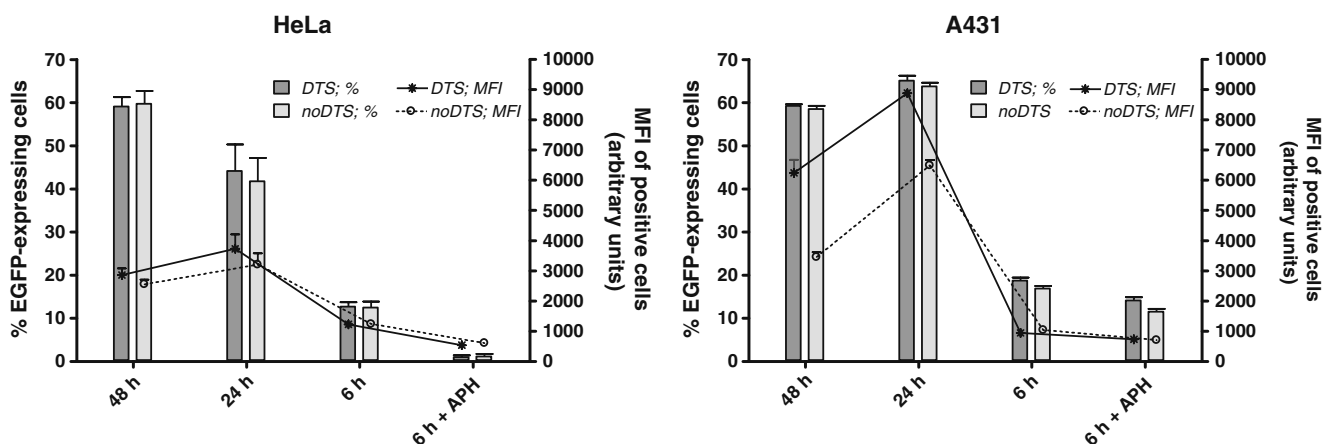 HeLa
% EGFP-expressing cells
70
60
50
40
30
20
10
0
DTS; %
noDTS; %
DTS; MFI
noDTS; MFI
10000
9000
8000
7000
6000
5000
4000
3000
2000
1000
0
MFI of positive cells
(arbitrary units)
48 h
24 h
6 h
6 h + APH
A431
% EGFP-expressing cells
70
60
50
40
30
20
10
0
DTS; %
noDTS
DTS; MFI
noDTS; MFI
10000
9000
8000
7000
6000
5000
4000
3000
2000
1000
0
MFI of positive cells
(arbitrary units)
48 h
24 h
6 h
6 h + APH